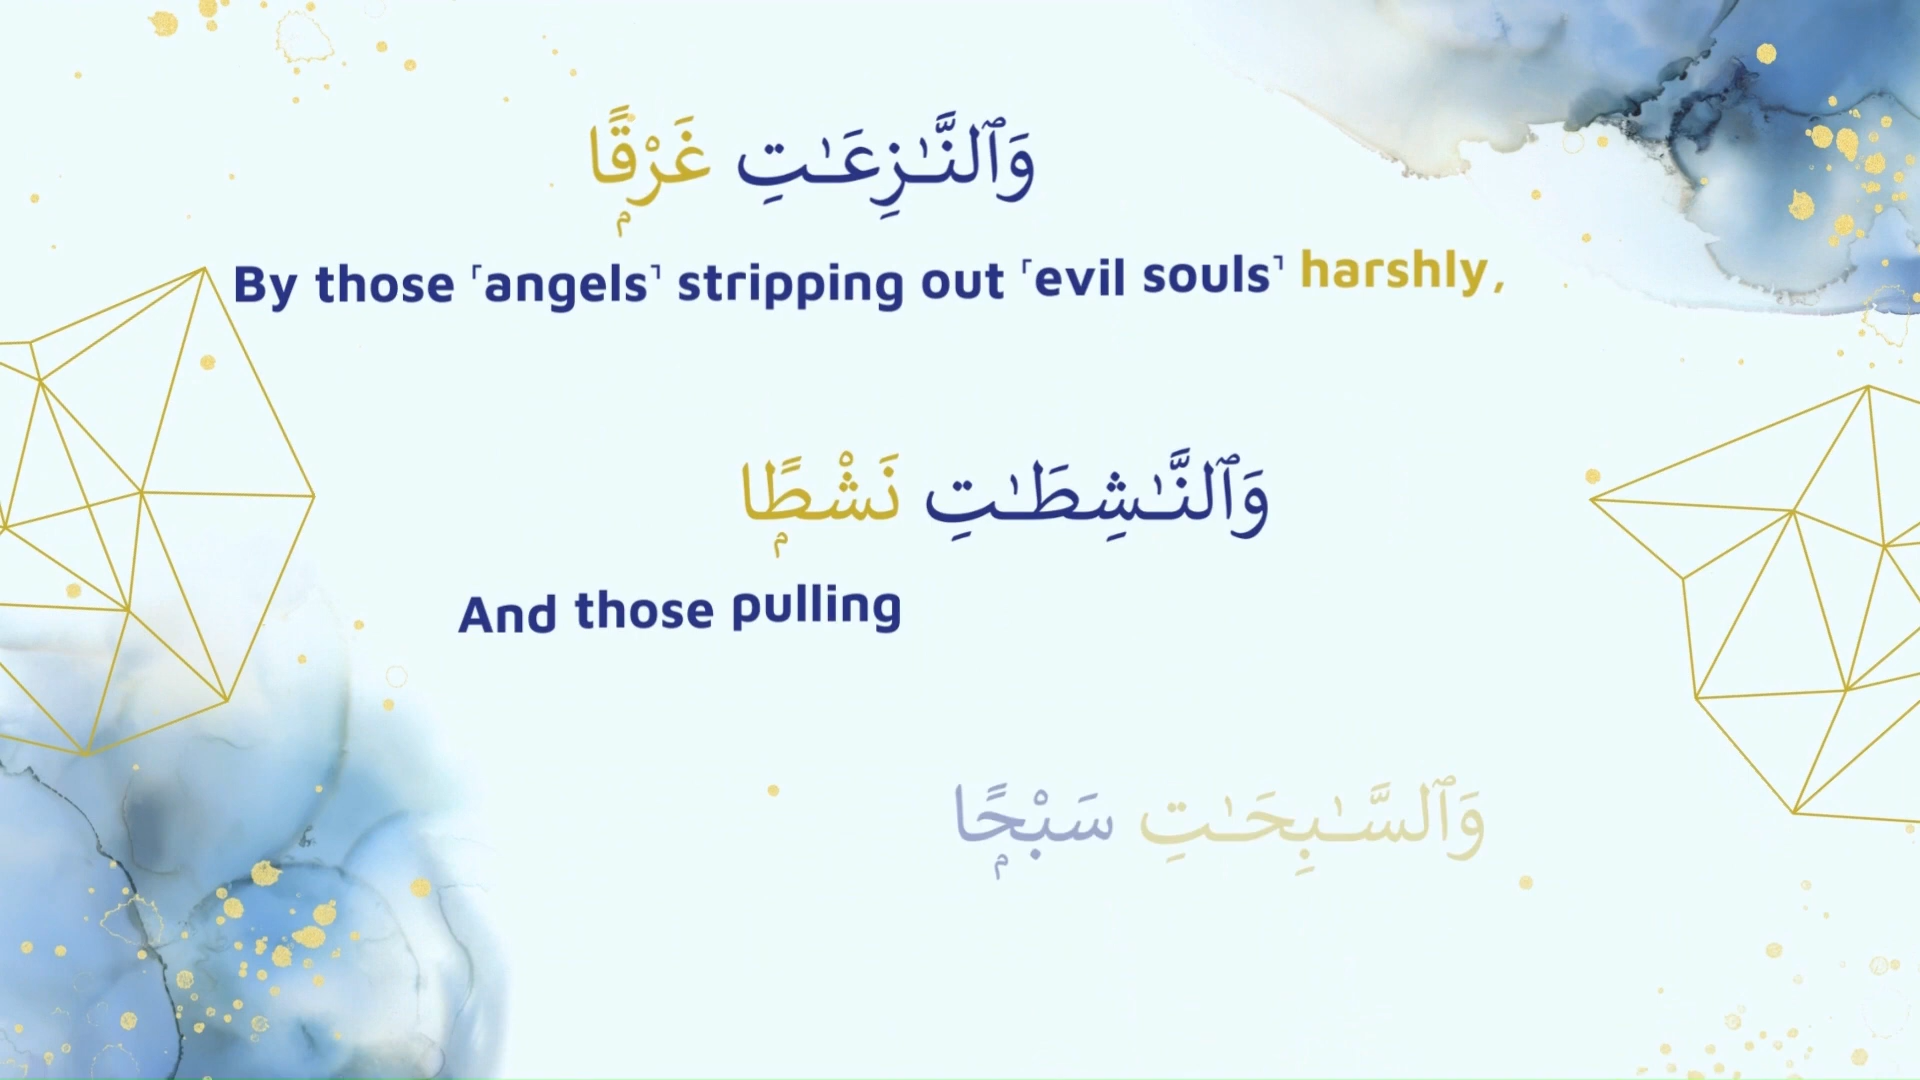 وَٱلنَّـٰزِعَـٰتِ غَرْقًۭا
By those ⸢angels⸣ stripping out ⸢evil souls⸣ harshly,
وَٱلنَّـٰشِطَـٰتِ نَشْطًۭا
And those pulling
وَٱلسَّـٰبِحَـٰتِ سَبْحًۭا